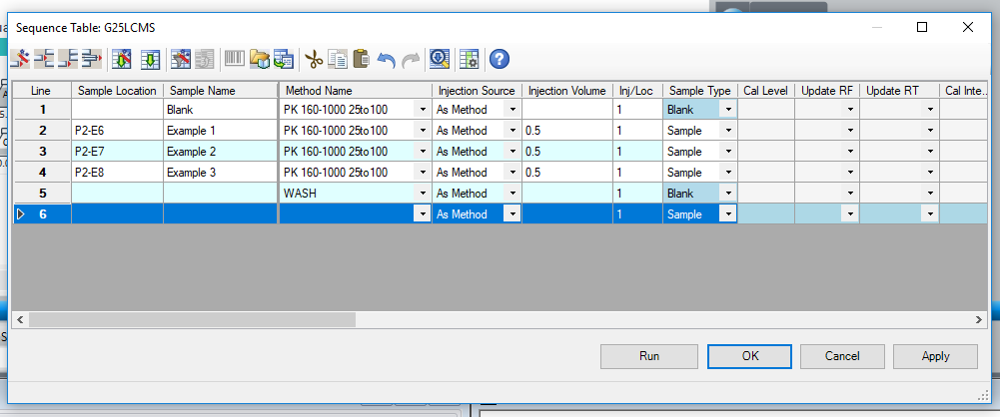 Sequence Table: G25LCMS
Line Sample Location Sample Name Method Name Injection Source Injection Volume Inj/Loc Sample Type Cal Level Update RF Update RT Cal Inte...
1 Blank PK 160-1000 25to100 As Method 1 Blank
2 P2-E6 Example 1 PK 160-1000 25to100 As Method 0.5 1 Sample
3 P2-E7 Example 2 PK 160-1000 25to100 As Method 0.5 1 Sample
4 P2-E8 Example 3 PK 160-1000 25to100 As Method 0.5 1 Sample
5 WASH As Method 1 Blank
6 As Method 1 Sample
Run OK Cancel Apply